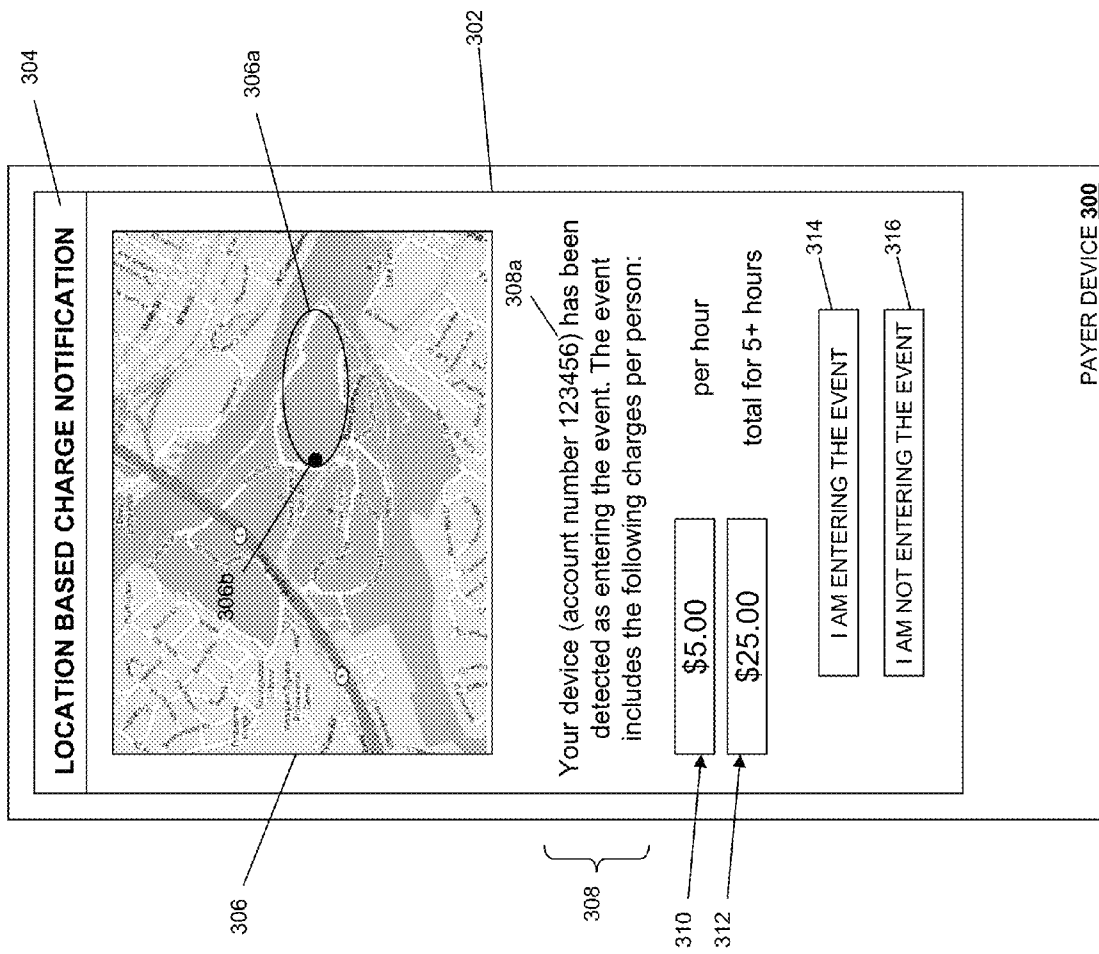 304
LOCATION BASED CHARGE NOTIFICATION
306a
306b
306
302
308a
Your device (account number 123456) has been
detected as entering the event. The event
includes the following charges per person:
308
310
$5.00
per hour
312
$25.00
total for 5+ hours
314
I AM ENTERING THE EVENT
316
I AM NOT ENTERING THE EVENT
PAYER DEVICE 300